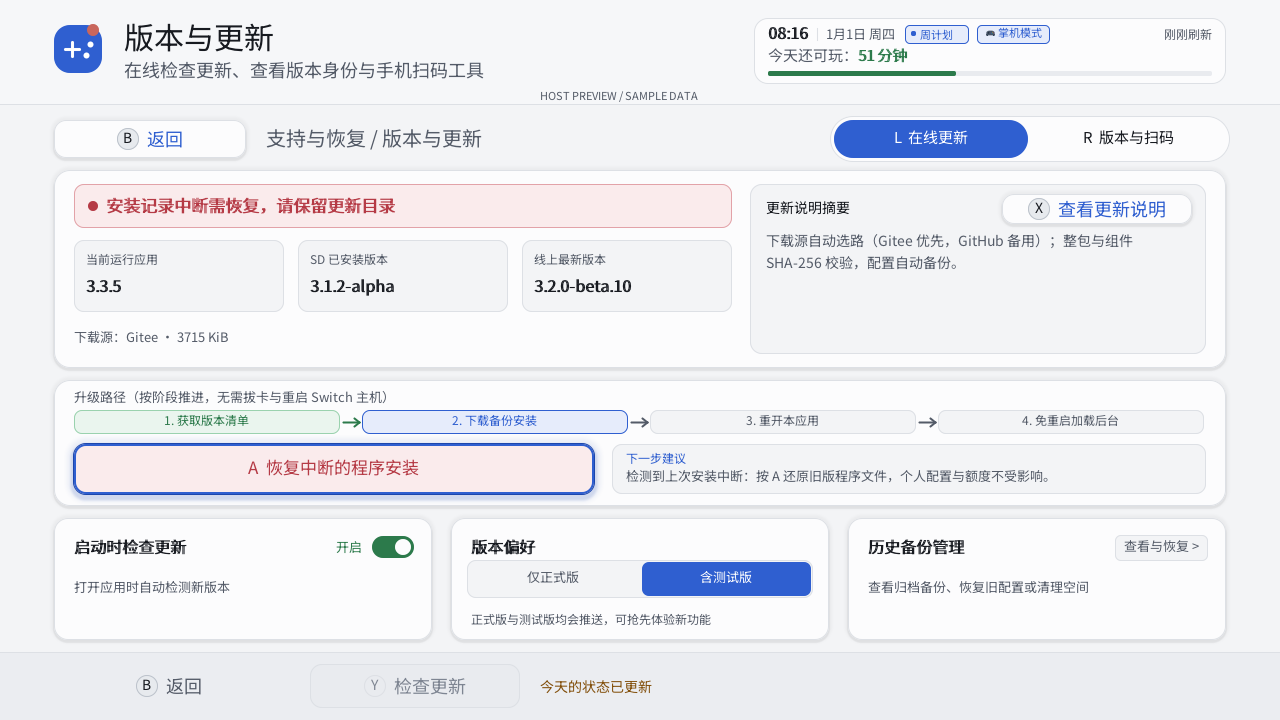 版本与更新
在线检查更新、查看版本身份与手机扫码工具
08:16 1月1日 周四 周计划 掌机模式 刚刚刷新
今天还可玩：51 分钟
HOST PREVIEW / SAMPLE DATA
B 返回 支持与恢复 / 版本与更新 L 在线更新 R 版本与扫码
安装记录中断需恢复，请保留更新目录
当前运行应用
3.3.5
SD 已安装版本
3.1.2-alpha
线上最新版本
3.2.0-beta.10
下载源：Gitee · 3715 KiB
更新说明摘要 X 查看更新说明
下载源自动选路（Gitee 优先，GitHub 备用）；整包与组件
SHA-256 校验，配置自动备份。
升级路径（按阶段推进，无需拔卡与重启 Switch 主机）
1. 获取版本清单 2. 下载备份安装 3. 重开本应用 4. 免重启加载后台
A 恢复中断的程序安装
下一步建议
检测到上次安装中断：按 A 还原旧版程序文件，个人配置与额度不受影响。
启动时检查更新 开启
打开应用时自动检测新版本
版本偏好
仅正式版 含测试版
正式版与测试版均会推送，可抢先体验新功能
历史备份管理 查看与恢复 >
查看归档备份、恢复旧配置或清理空间
B 返回 Y 检查更新 今天的状态已更新